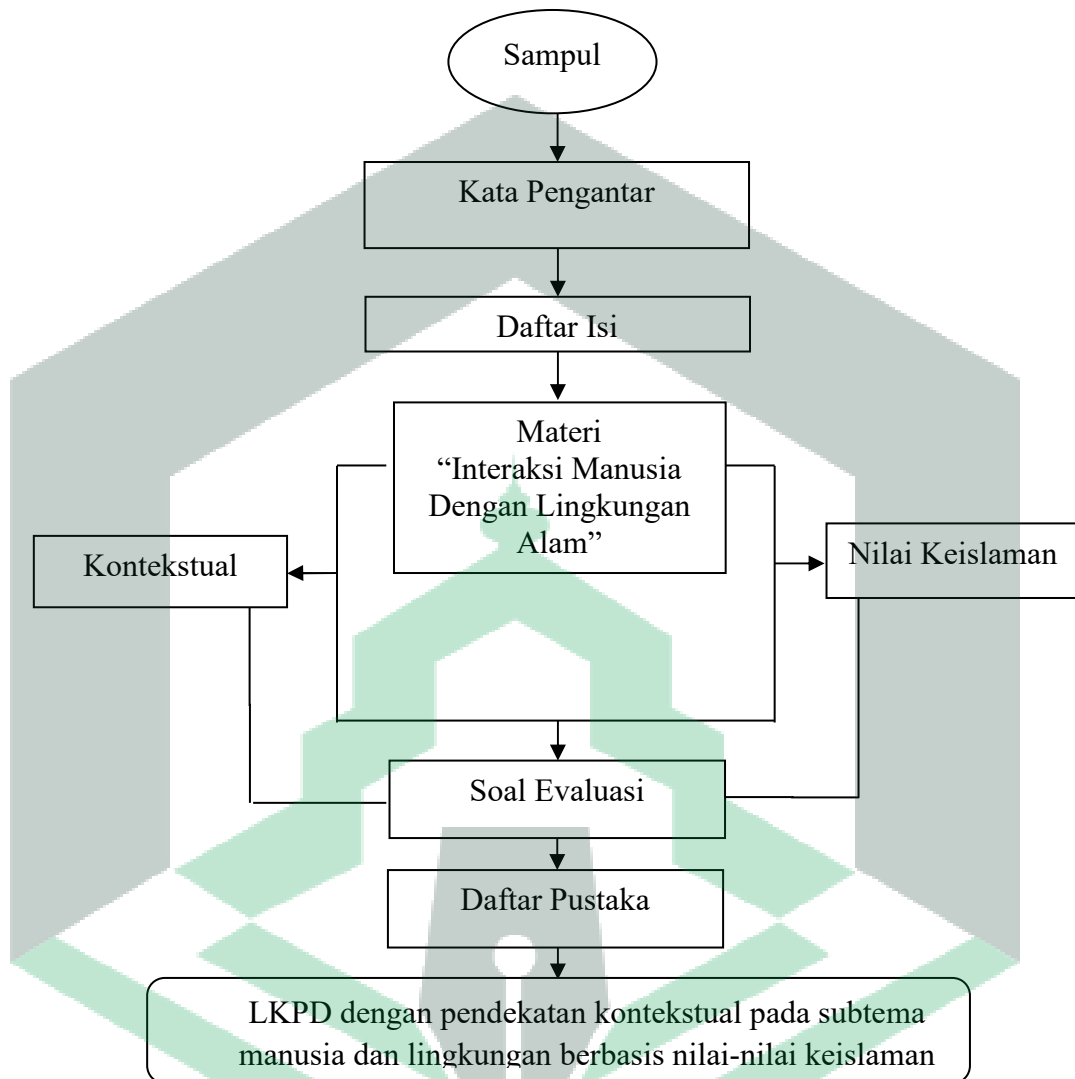 Sampul
Kata Pengantar
Daftar Isi
Materi
“Interaksi Manusia
Dengan Lingkungan
Alam”
Kontekstual
Nilai Keislaman
Soal Evaluasi
Daftar Pustaka
LKPD dengan pendekatan kontekstual pada subtema
manusia dan lingkungan berbasis nilai-nilai keislaman